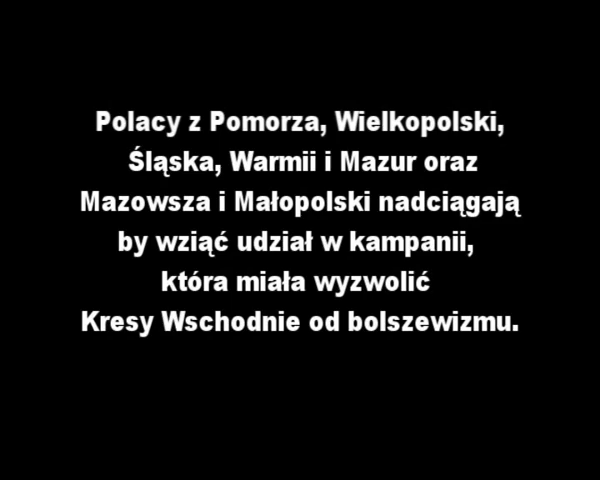 Polacy z Pomorza, Wielkopolski,
Śląska, Warmii i Mazur oraz
Mazowsza i Małopolski nadciągają
by wziąć udział w kampanii,
która miała wyzwolić
Kresy Wschodnie od bolszewizmu.